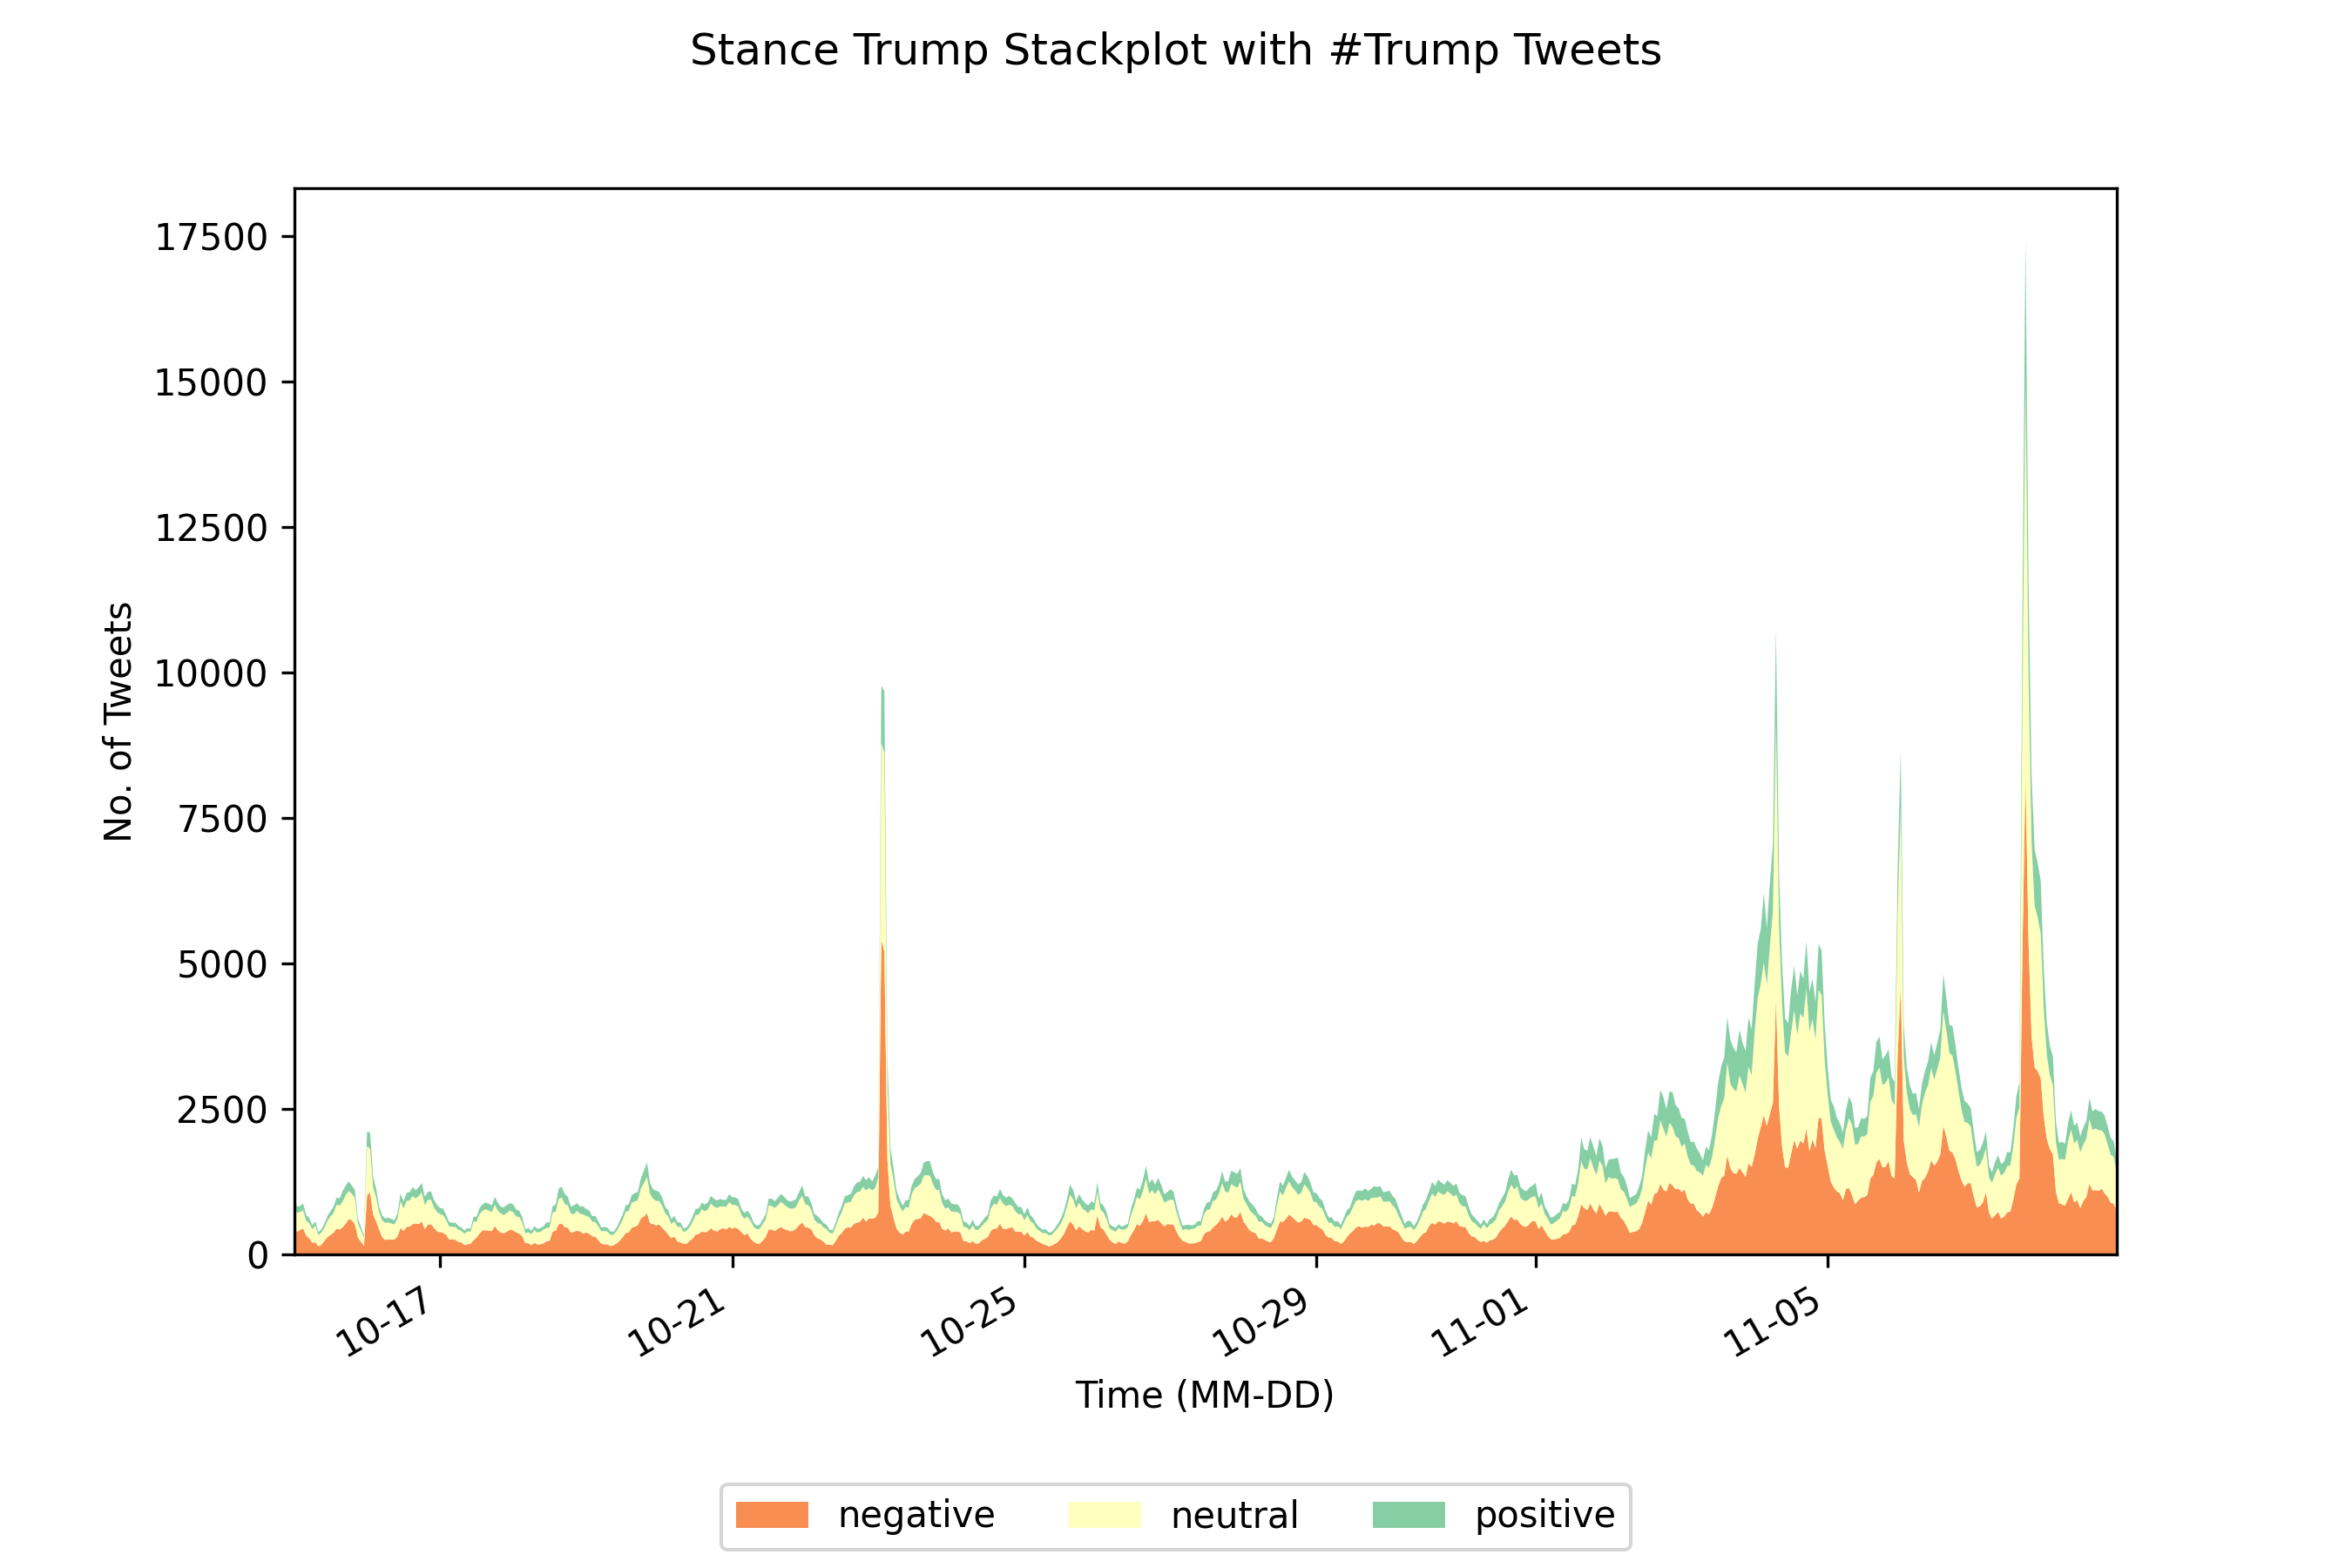 Stance Trump Stackplot with #Trump Tweets
17500
15000
12500
10000
7500
5000
2500
0
No. of Tweets
10-17
10-21
10-25
10-29
11-01
11-05
Time (MM-DD)
negative
neutral
positive